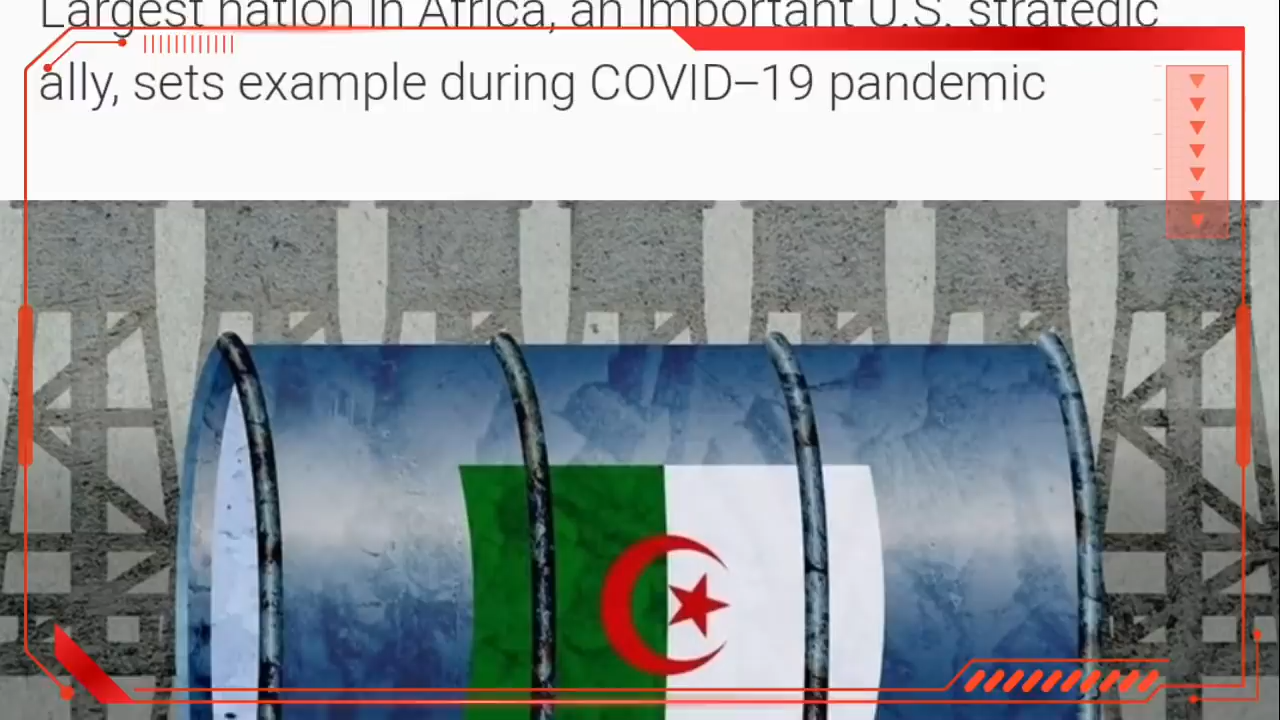 Largest nation in Africa, an important U.S. strategic
ally, sets example during COVID–19 pandemic